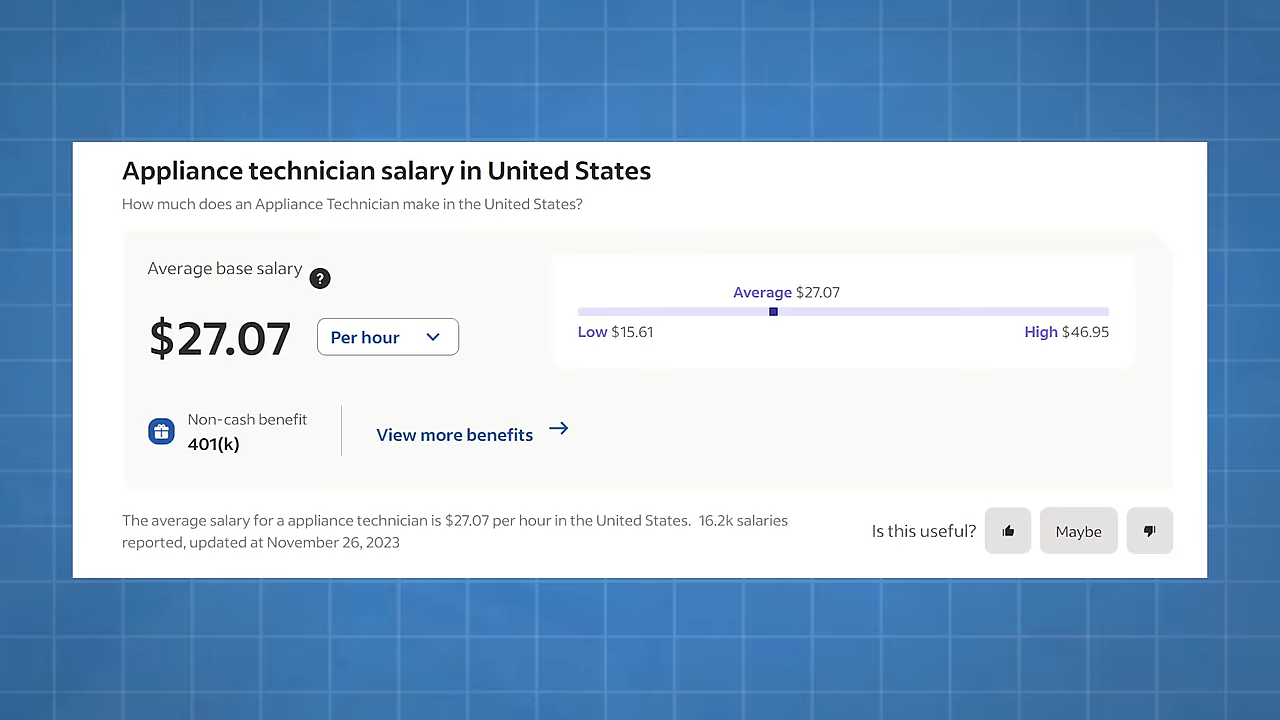 Appliance technician salary in United States
How much does an Appliance Technician make in the United States?
Average base salary ?
$27.07 Per hour
Average $27.07
Low $15.61 High $46.95
Non-cash benefit
401(k)
View more benefits
The average salary for a appliance technician is $27.07 per hour in the United States. 16.2k salaries
reported, updated at November 26, 2023
Is this useful? Maybe